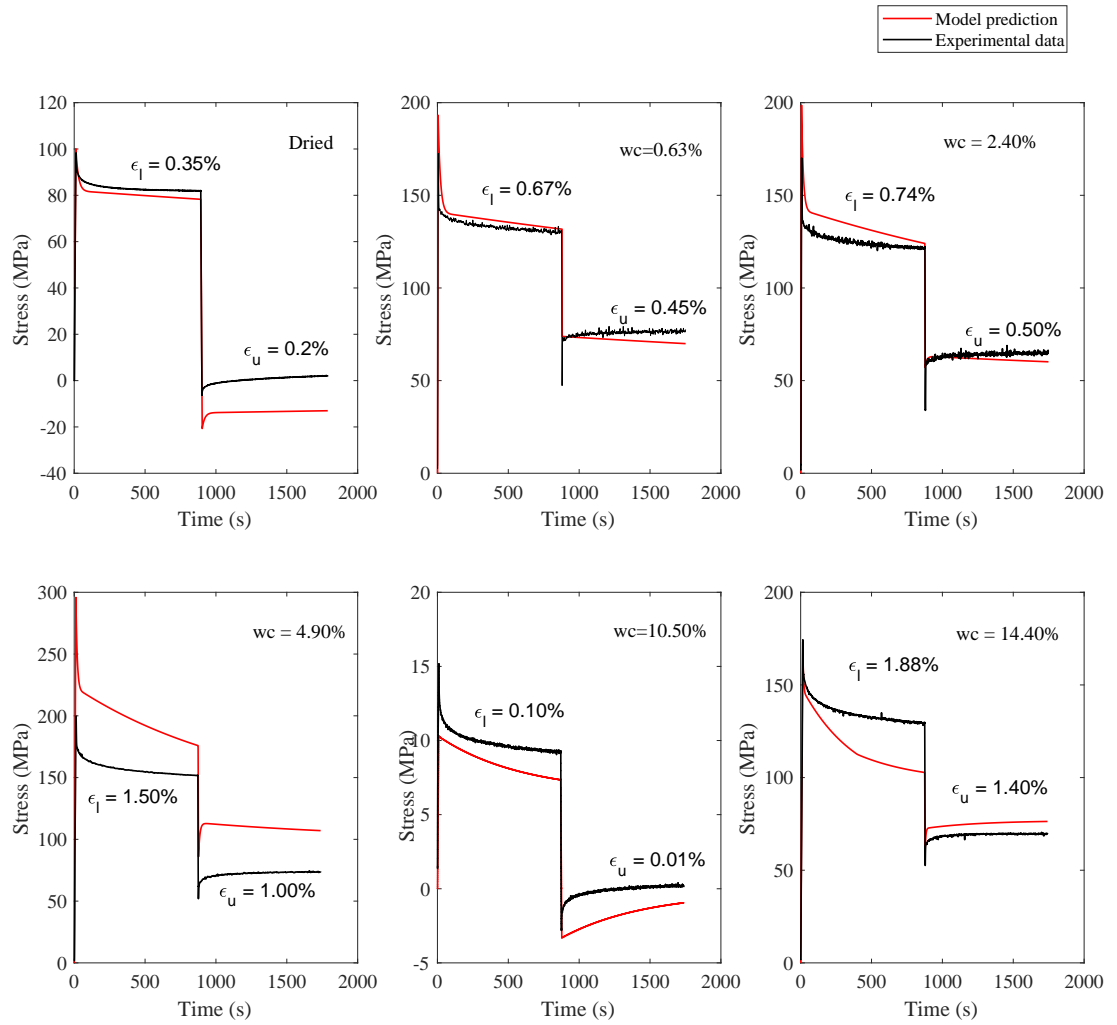 Model prediction
Experimental data
120
100
80
60
40
20
0
-20
-40
0
500
1000
1500
2000
Stress (MPa)
Time (s)
Dried
ϵl = 0.35%
ϵu = 0.2%
200
150
100
50
0
0
500
1000
1500
2000
Stress (MPa)
Time (s)
wc=0.63%
ϵl = 0.67%
ϵu = 0.45%
200
150
100
50
0
0
500
1000
1500
2000
Stress (MPa)
Time (s)
wc = 2.40%
ϵl = 0.74%
ϵu = 0.50%
300
250
200
150
100
50
0
0
500
1000
1500
2000
Stress (MPa)
Time (s)
wc = 4.90%
ϵl = 1.50%
ϵu = 1.00%
20
15
10
5
0
-5
0
500
1000
1500
2000
Stress (MPa)
Time (s)
wc=10.50%
ϵl = 0.10%
ϵu = 0.01%
200
150
100
50
0
0
500
1000
1500
2000
Stress (MPa)
Time (s)
wc = 14.40%
ϵl = 1.88%
ϵu = 1.40%